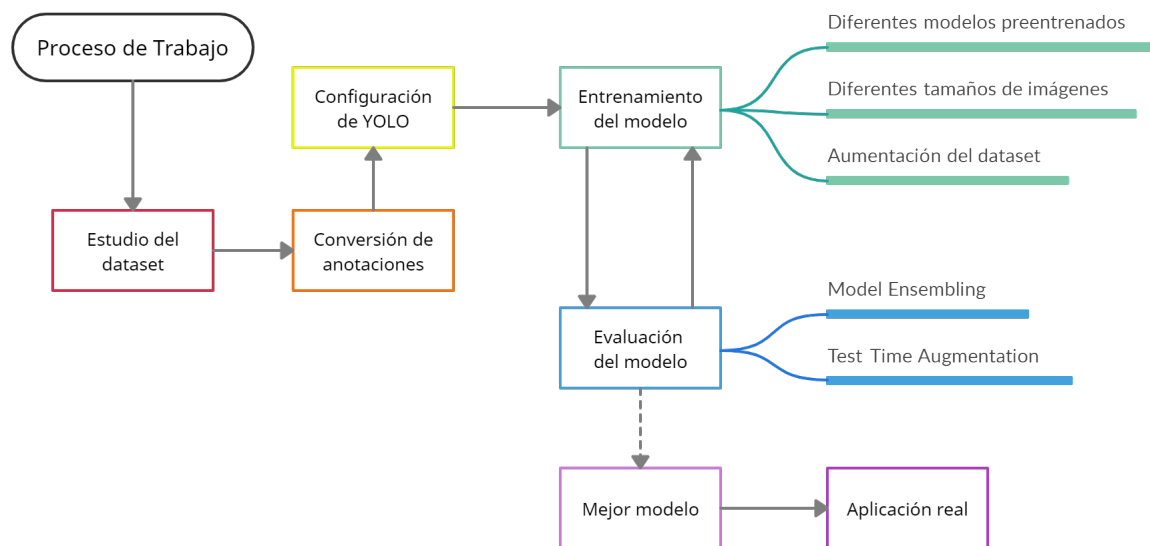 Proceso de Trabajo
Estudio del
dataset
Conversión de
anotaciones
Configuración
de YOLO
Entrenamiento
del modelo
Diferentes modelos preentrenados
Diferentes tamaños de imágenes
Aumentación del dataset
Evaluación
del modelo
Model Ensembling
Test Time Augmentation
Mejor modelo
Aplicación real